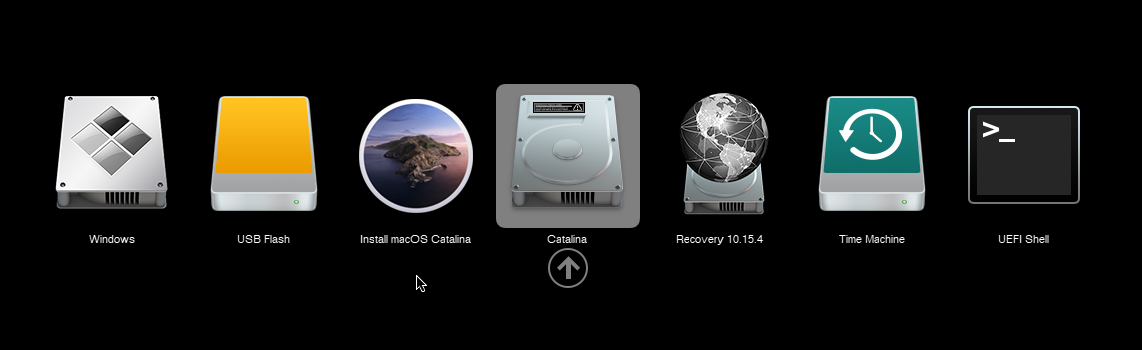 Windows
USB Flash
Install macOS Catalina
Catalina
Recovery 10.15.4
Time Machine
UEFI Shell